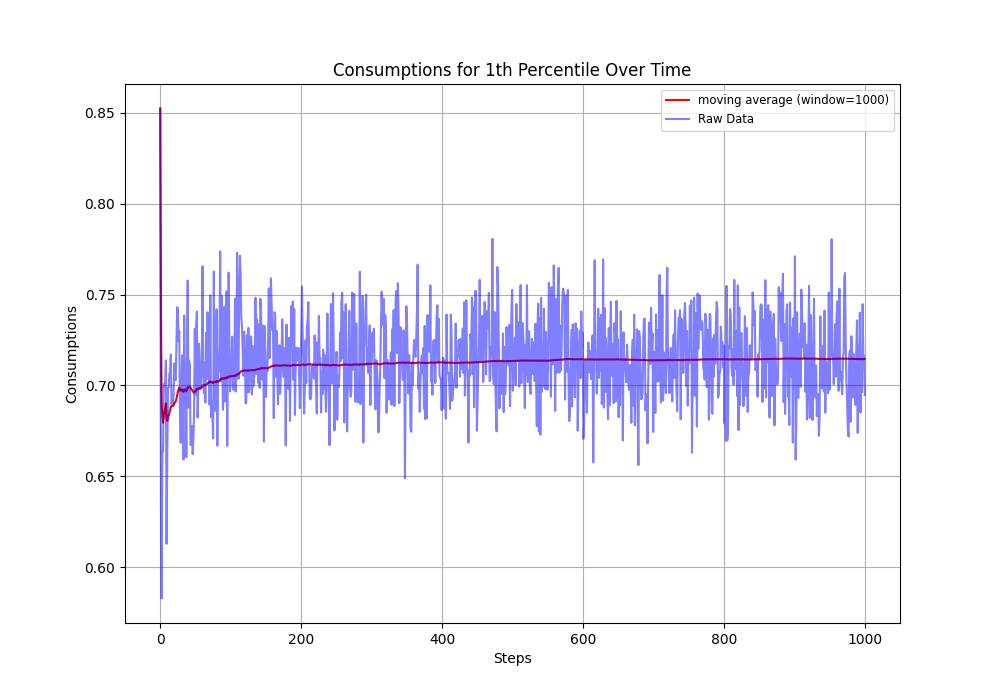 Consumptions for 1th Percentile Over Time
moving average (window=1000)
Raw Data
Consumptions
0.85
0.80
0.75
0.70
0.65
0.60
0 200 400 600 800 1000
Steps